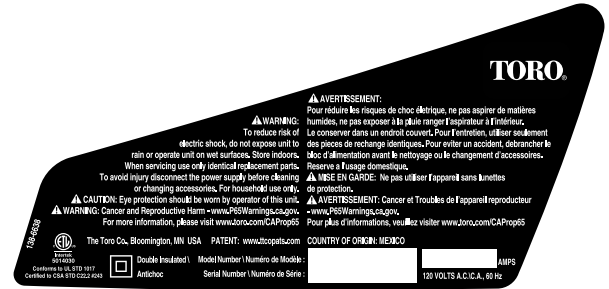 TORO®
⚠ WARNING:
To reduce risk of
electric shock, do not expose unit to
rain or operate unit on wet surfaces. Store indoors.
When servicing use only identical replacement parts.
To avoid injury disconnect the power supply before cleaning
or changing accessories. For household use only.
⚠ CAUTION: Eye protection should be worn by operator of this unit.
⚠ WARNING: Cancer and Reproductive Harm - www.P65Warnings.ca.gov.
For more information, please visit www.torocom/CAProp65
⚠ AVERTISSEMENT:
Pour réduire les risques de choc életrique, ne pas aspirer de matières
humides, ne pas exposer à la pluie ranger l'aspirateur à l'intérieur.
Le conserver dans un endroit couvert. Pour l'entretien, utiliser seulement
des pieces de rechange identiques. Pour eviter un accident, debrancher le
bloc d'alimentation avant le nettoyage ou le changement d'accessoires.
Reserve a l'usage domestique.
⚠ MISE EN GARDE: Ne pas utiliser l'appareil sans lunettes
de protection.
⚠ AVERTISSEMENT: Cancer et Troubles de l'appareil reproducteur
- www.P65Warnings.ca.gov.
Pour plus d'informations, veuillez visiter www.toro.com/CAProp65
138-6638
Intertek
5014030
Conforms to UL STD 1017
Certified to CSA STD C22.2 #243
The Toro Co., Bloomington, MN USA PATENT: www.ttcopats.com COUNTRY OF ORIGIN: MEXICO
Double Insulated \
Antichoc
Model Number \ Numéro de Modèle :
Serial Number \ Numéro de Série :
AMPS
120 VOLTS A.C.\C.A., 60 Hz